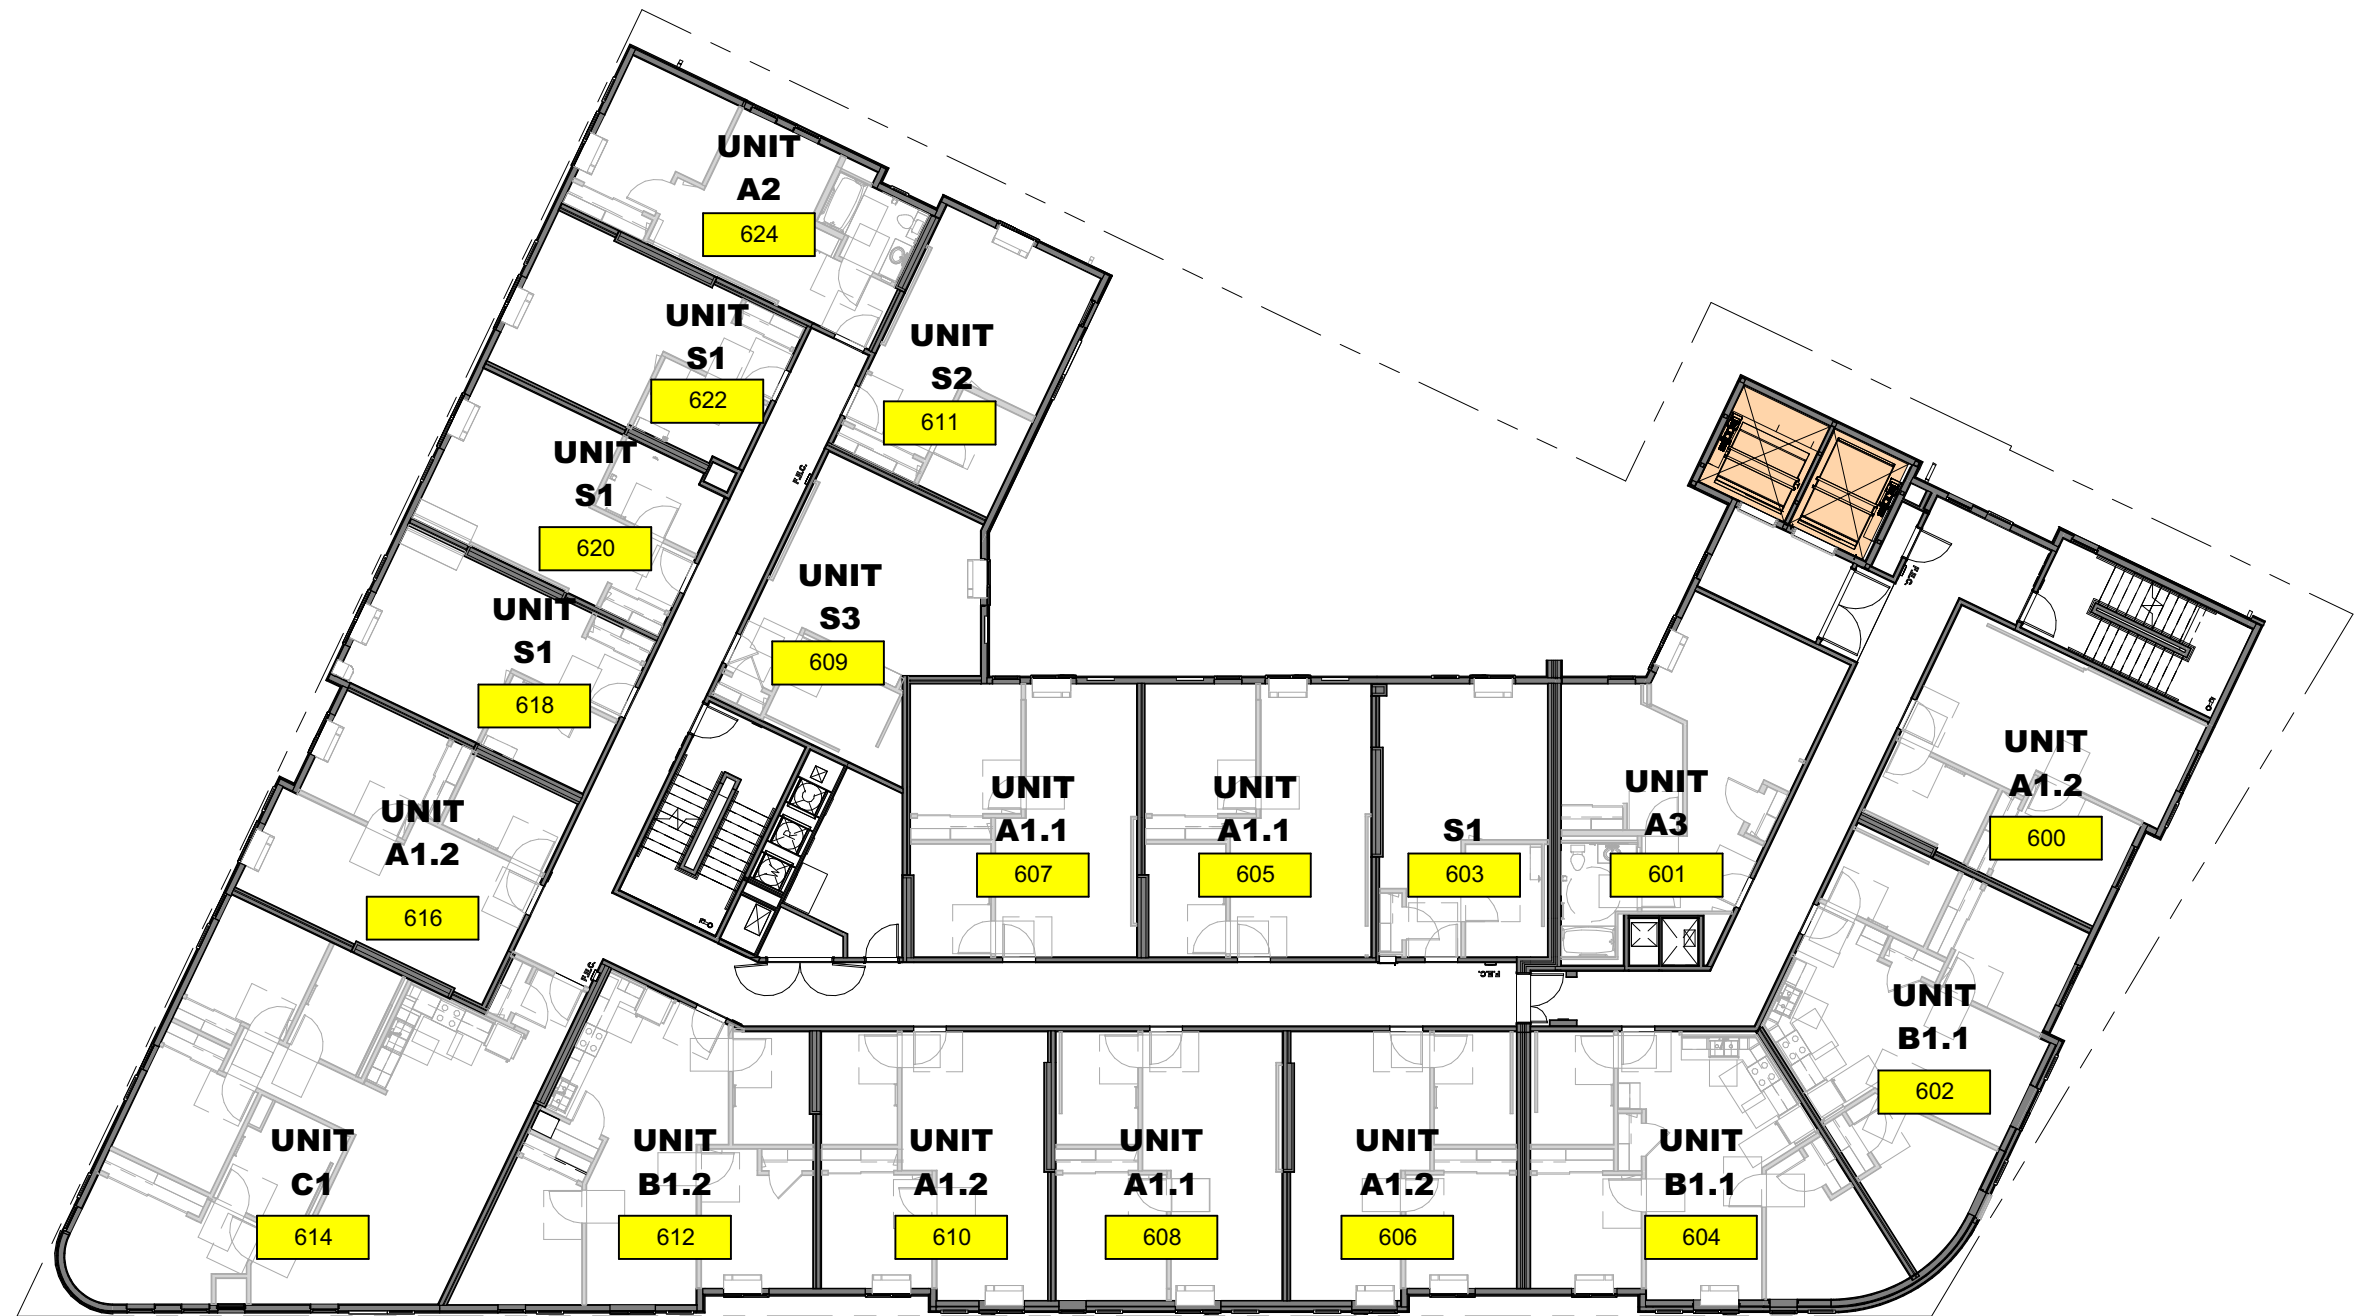 UNIT
A2
624
UNIT
S1
622
UNIT
S2
611
UNIT
S1
620
F.E.C.
UNIT
S3
609
UNIT
S1
618
F.E.C.
UNIT
A1.2
616
UNIT
A1.1
607
UNIT
A1.1
605
S1
603
UNIT
A3
601
UNIT
A1.2
600
F.E.C.
F.E.C.
UNIT
B1.1
602
UNIT
C1
614
UNIT
B1.2
612
UNIT
A1.2
610
UNIT
A1.1
608
UNIT
A1.2
606
UNIT
B1.1
604